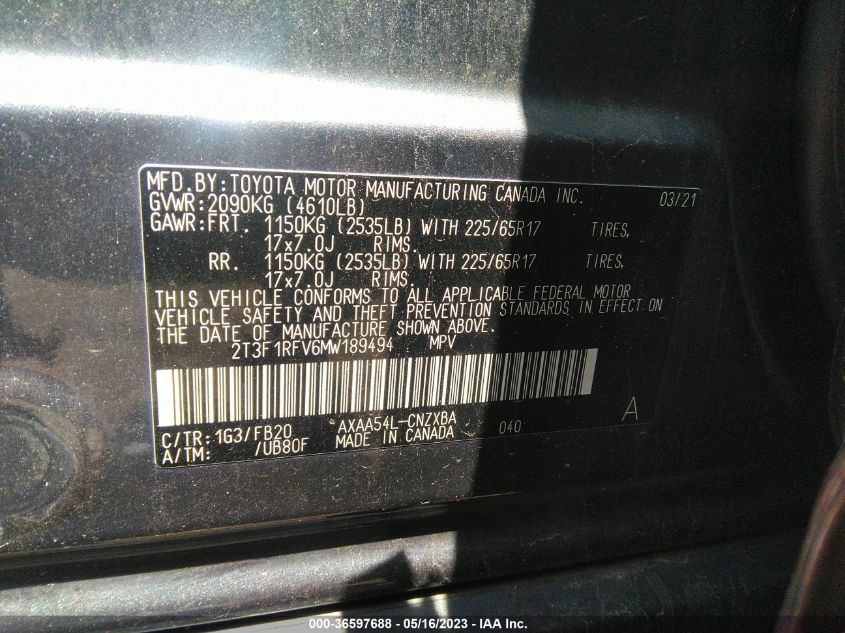 MFD.BY:TOYOTA MOTOR MANUFACTURING CANADA INC. 03/21
GVWR:2090KG (4610LB)
GAWR:FRT. 1150KG (2535LB) WITH 225/65R17 TIRES,
17x7.0J RIMS.
RR. 1150KG (2535LB) WITH 225/65R17 TIRES,
17x7.0J RIMS.
THIS VEHICLE CONFORMS TO ALL APPLICABLE FEDERAL MOTOR
VEHICLE SAFETY AND THEFT PREVENTION STANDARDS IN EFFECT ON
THE DATE OF MANUFACTURE SHOWN ABOVE.
2T3F1RFV6MW189494 MPV
A
C/TR:1G3/FB20 AXAA54L-CNZXBA 040
A/TM: /UB80F MADE IN CANADA
000-36597688 - 05/16/2023 - IAA Inc.